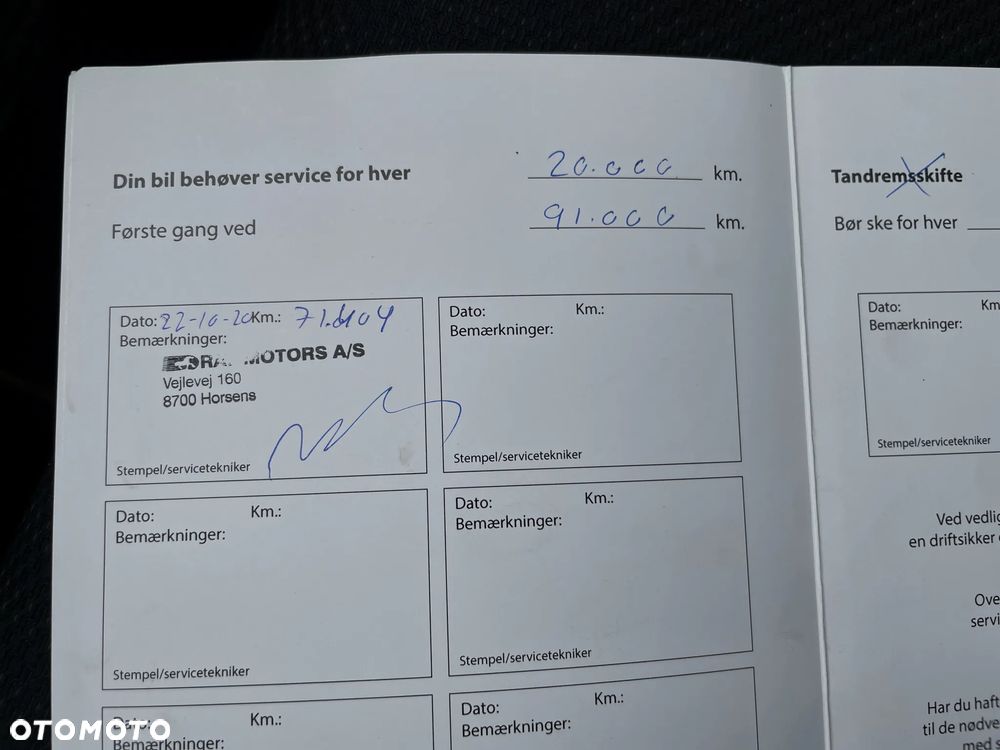 Din bil behøver service for hver 20.000 km.
Første gang ved 91.000 km.
Dato: 22-10-20 Km.: 
Bemærkninger:
MOTORS A/S
Vejlevej 160
8700 Horsens
Stempel/servicetekniker
Dato: Km.:
Bemærkninger:
Stempel/servicetekniker
Dato: Km.:
Bemærkninger:
Stempel/servicetekniker
Dato: Km.:
Bemærkninger:
Stempel/servicetekniker
Km.:
Bemærkninger:
Dato: Km.:
Bemærkninger:
Tandremsskifte
Bør ske for hver
Dato: Km
Bemærkninger:
Stempel/servicetekniker
Ved vedlig
en driftsikker
Ove
servi
Har du haft
til de nødve
med s
OTOMOTO